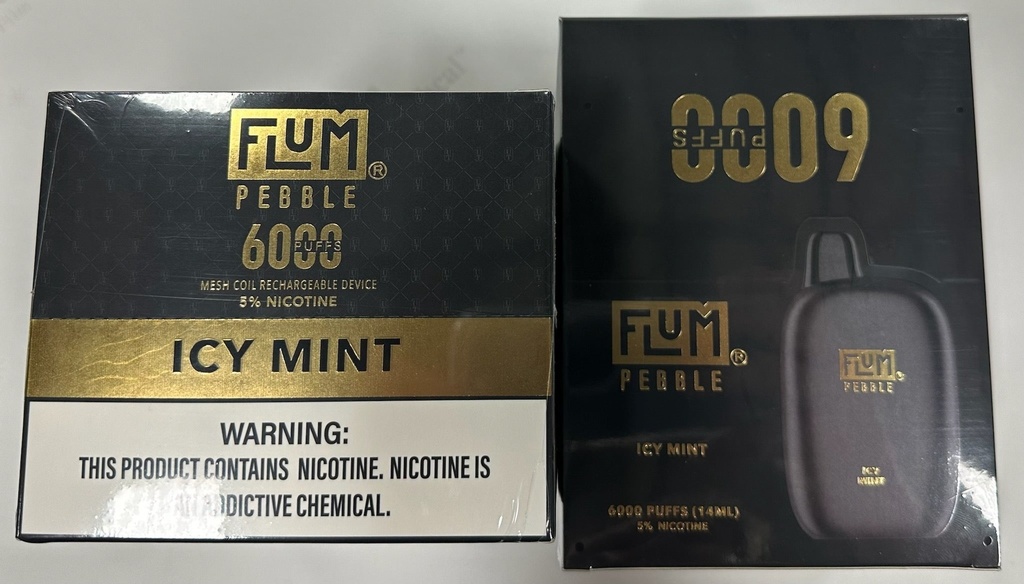 FLUM®
PEBBLE
6000 PUFFS
MESH COIL RECHARGEABLE DEVICE
5% NICOTINE
ICY MINT
WARNING:
THIS PRODUCT CONTAINS NICOTINE. NICOTINE IS
AN ADDICTIVE CHEMICAL.
6000 PUFFS
FLUM®
PEBBLE
ICY MINT
6000 PUFFS (14ML)
5% NICOTINE
FLUM®
PEBBLE
ICY
MINT